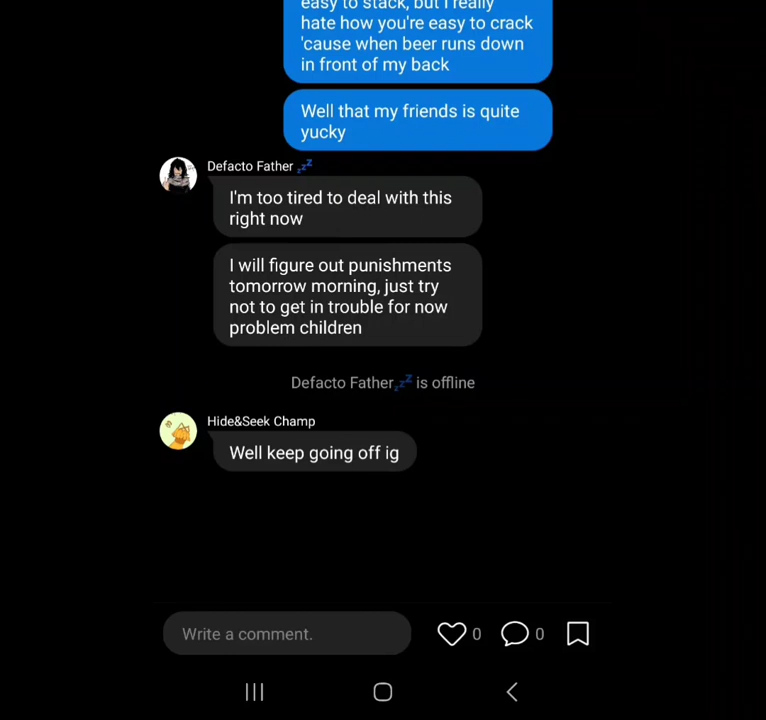 easy to stack, but I really
hate how you're easy to crack
'cause when beer runs down
in front of my back
Well that my friends is quite
yucky
Defacto Father 💤
I'm too tired to deal with this
right now
I will figure out punishments
tomorrow morning, just try
not to get in trouble for now
problem children
Defacto Father💤 is offline
Hide&Seek Champ
Well keep going off ig
Write a comment.
0
0